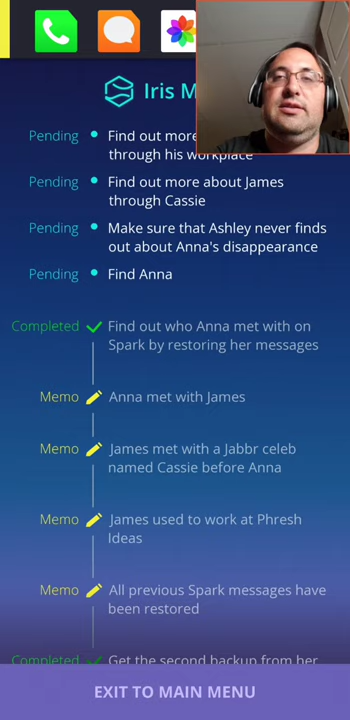 Iris M
Pending
Find out more
through his workplace
Pending
Find out more about James
through Cassie
Pending
Make sure that Ashley never finds
out about Anna's disappearance
Pending
Find Anna
Completed
Find out who Anna met with on
Spark by restoring her messages
Memo
Anna met with James
Memo
James met with a Jabbr celeb
named Cassie before Anna
Memo
James used to work at Phresh
Ideas
Memo
All previous Spark messages have
been restored
Completed
Get the second backup from her
EXIT TO MAIN MENU